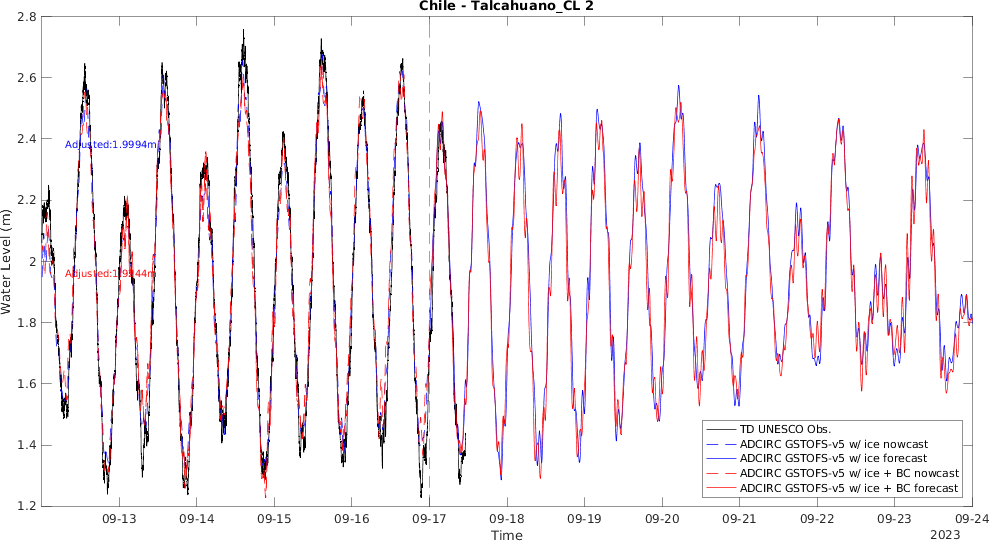 Chile - Talcahuano_CL 2
2.8
2.6
2.4
2.2
2
1.8
1.6
1.4
1.2
Water Level (m)
Adjusted:1.9994m
Adjusted:1.9544m
TD UNESCO Obs.
ADCIRC GSTOFS-v5 w/ ice nowcast
ADCIRC GSTOFS-v5 w/ ice forecast
ADCIRC GSTOFS-v5 w/ ice + BC nowcast
ADCIRC GSTOFS-v5 w/ ice + BC forecast
09-13 09-14 09-15 09-16 09-17 09-18 09-19 09-20 09-21 09-22 09-23 09-24
Time
2023